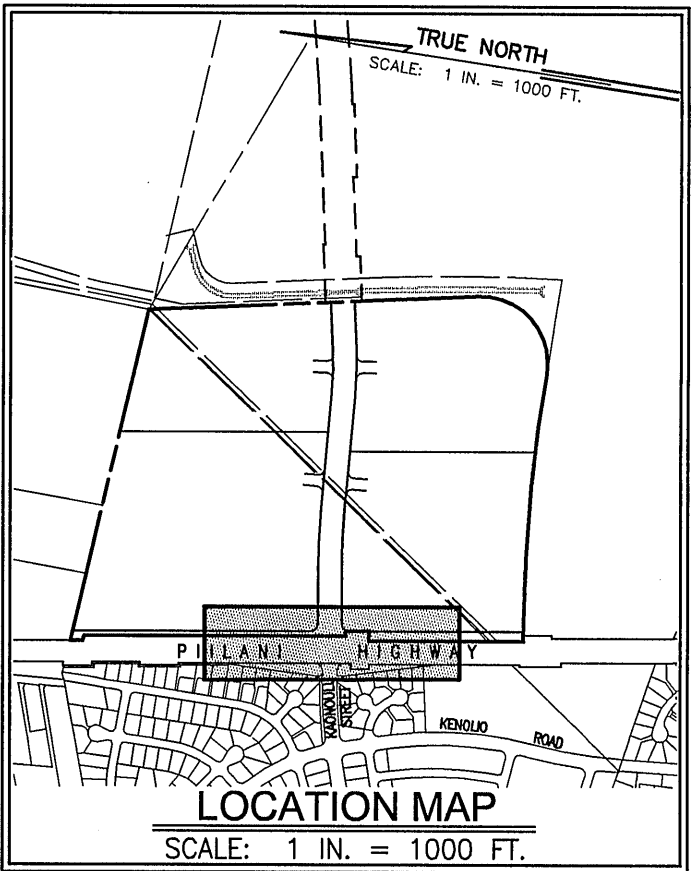 TRUE NORTH
SCALE: 1 IN. = 1000 FT.
PIILANI HIGHWAY
KAONOULU STREET
KENOLIO ROAD
LOCATION MAP
SCALE: 1 IN. = 1000 FT.